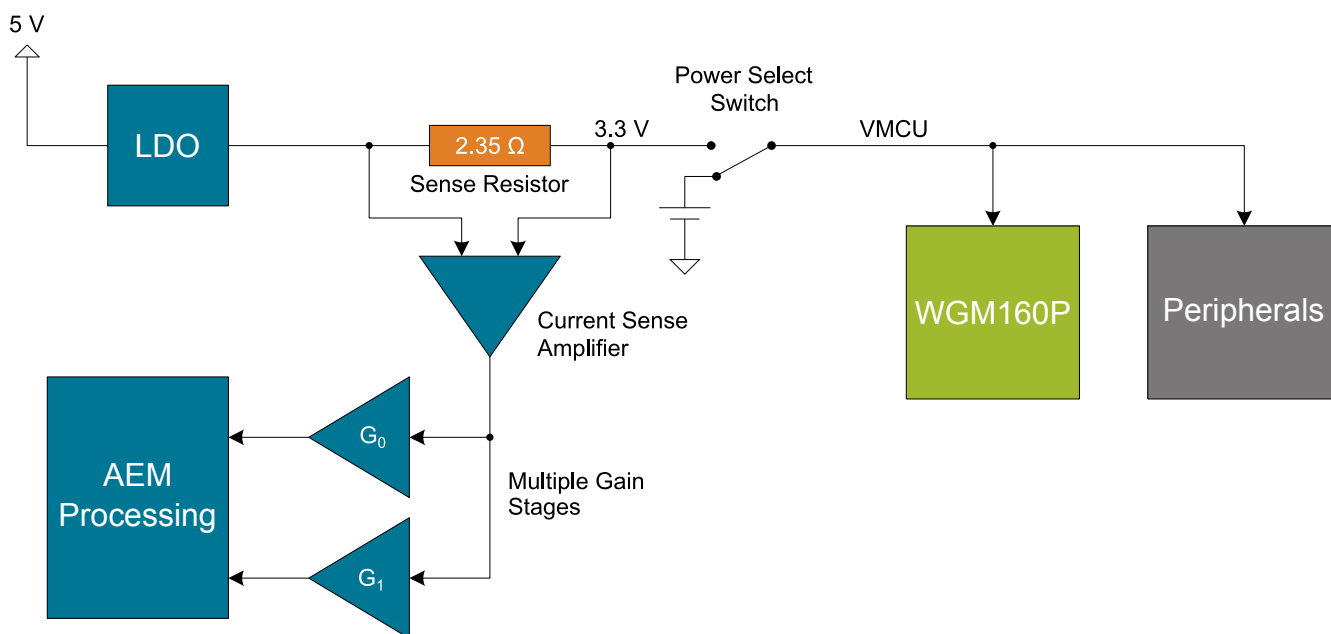 5 V
LDO
2.35 Ω
Sense Resistor
3.3 V
Power Select
Switch
VMCU
WGM160P
Peripherals
Current Sense
Amplifier
AEM
Processing
G₀
G₁
Multiple Gain
Stages